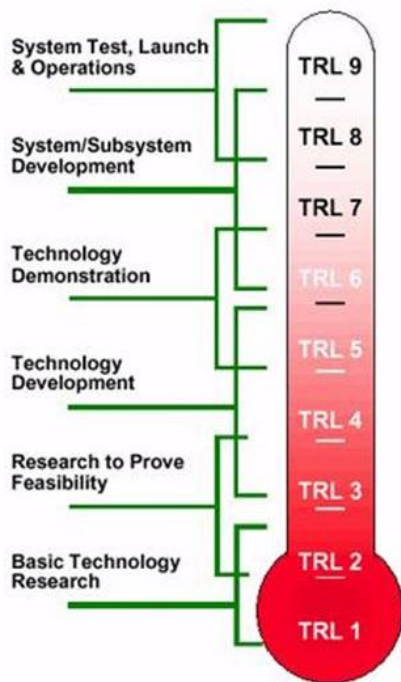 System Test, Launch
& Operations
System/Subsystem
Development
Technology
Demonstration
Technology
Development
Research to Prove
Feasibility
Basic Technology
Research
TRL 9
TRL 8
TRL 7
TRL 6
TRL 5
TRL 4
TRL 3
TRL 2
TRL 1